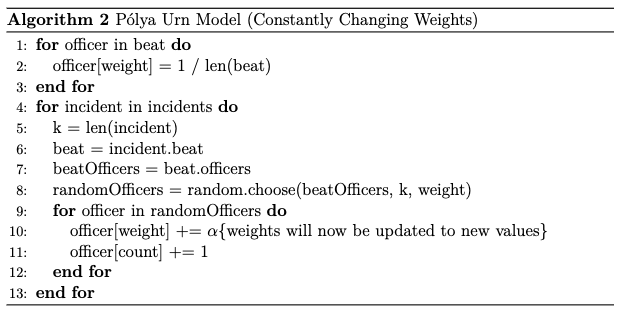 Algorithm 2 Pólya Urn Model (Constantly Changing Weights)
1: for officer in beat do
2: officer[weight] = 1 / len(beat)
3: end for
4: for incident in incidents do
5: k = len(incident)
6: beat = incident.beat
7: beatOfficers = beat.officers
8: randomOfficers = random.choose(beatOfficers, k, weight)
9: for officer in randomOfficers do
10: officer[weight] += α{weights will now be updated to new values}
11: officer[count] += 1
12: end for
13: end for